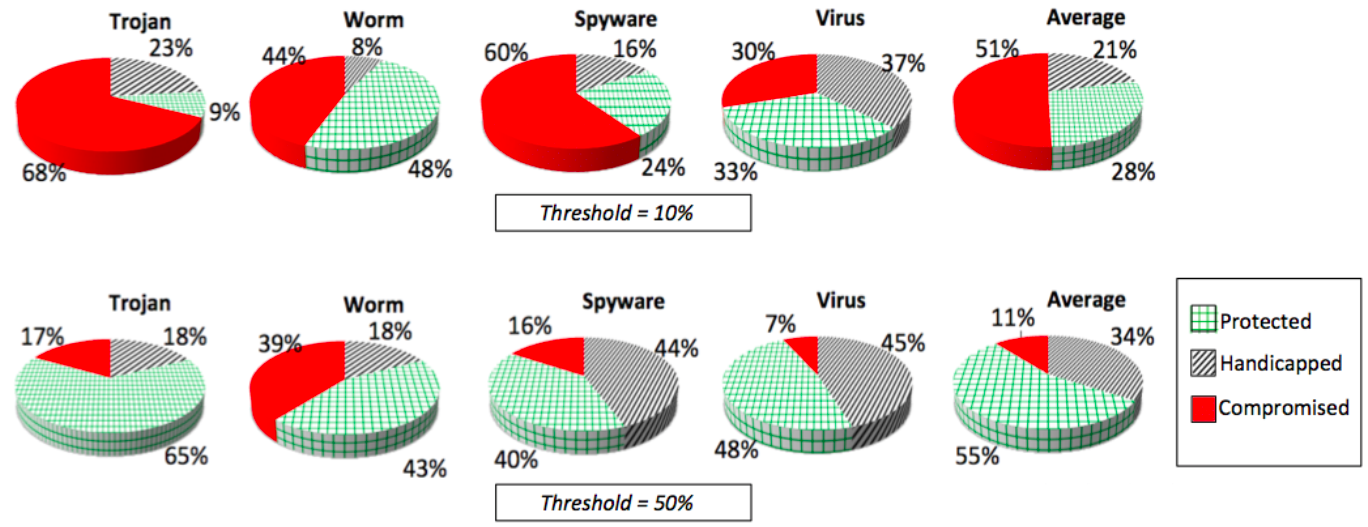 Trojan
23%
9%
68%
Worm
44%
8%
48%
Spyware
60%
16%
24%
Virus
30%
37%
33%
Average
51%
21%
28%
Threshold = 10%
Trojan
17%
18%
65%
Worm
39%
18%
43%
Spyware
16%
44%
40%
Virus
7%
45%
48%
Average
11%
34%
55%
Threshold = 50%
Protected
Handicapped
Compromised